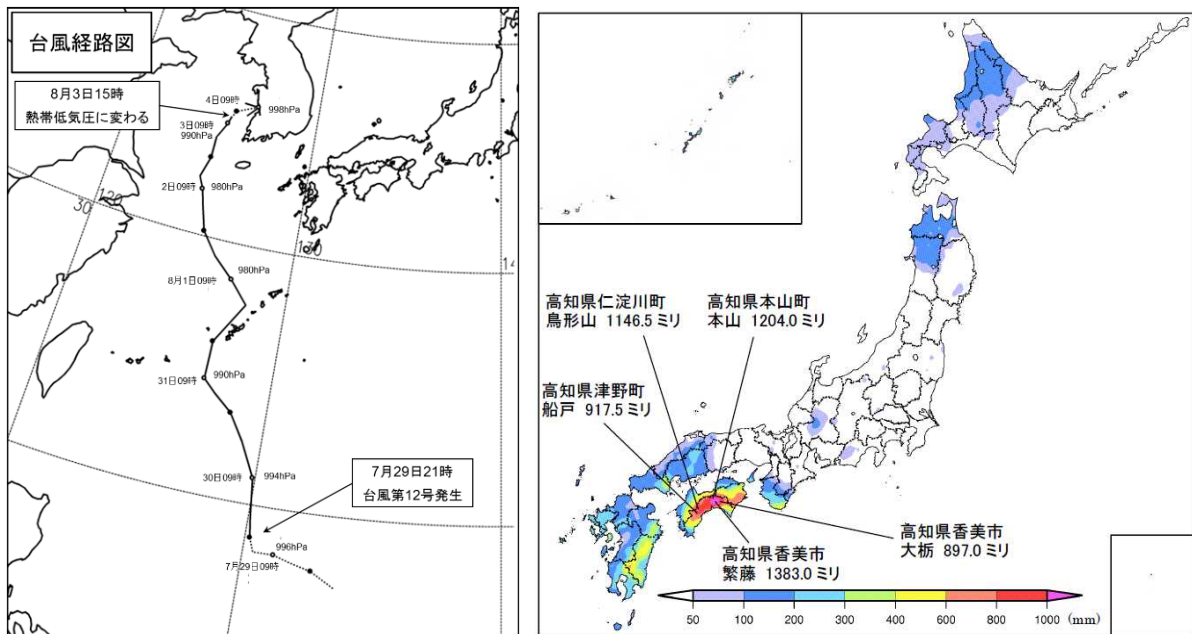 台風経路図
8月3日15時
熱帯低気圧に変わる
4日09時
998hPa
3日09時
990hPa
2日09時
980hPa
120
30
130
14
980hPa
8月1日09時
990hPa
31日09時
7月29日21時
台風第12号発生
30日09時
994hPa
996hPa
7月29日09時
高知県仁淀川町
鳥形山 1146.5ミリ
高知県本山町
本山 1204.0ミリ
高知県津野町
船戸 917.5ミリ
高知県香美市
大栃 897.0ミリ
高知県香美市
繁藤 1383.0ミリ
50 100 200 300 400 600 800 1000 (mm)